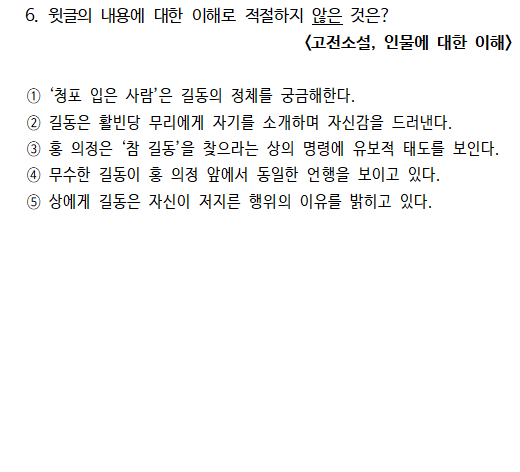 6. 윗글의 내용에 대한 이해로 적절하지 않은 것은?
<고전소설, 인물에 대한 이해>
① ‘청포 입은 사람’은 길동의 정체를 궁금해한다.
② 길동은 활빈당 무리에게 자기를 소개하며 자신감을 드러낸다.
③ 홍 의정은 ‘참 길동’을 찾으라는 상의 명령에 유보적 태도를 보인다.
④ 무수한 길동이 홍 의정 앞에서 동일한 언행을 보이고 있다.
⑤ 상에게 길동은 자신이 저지른 행위의 이유를 밝히고 있다.